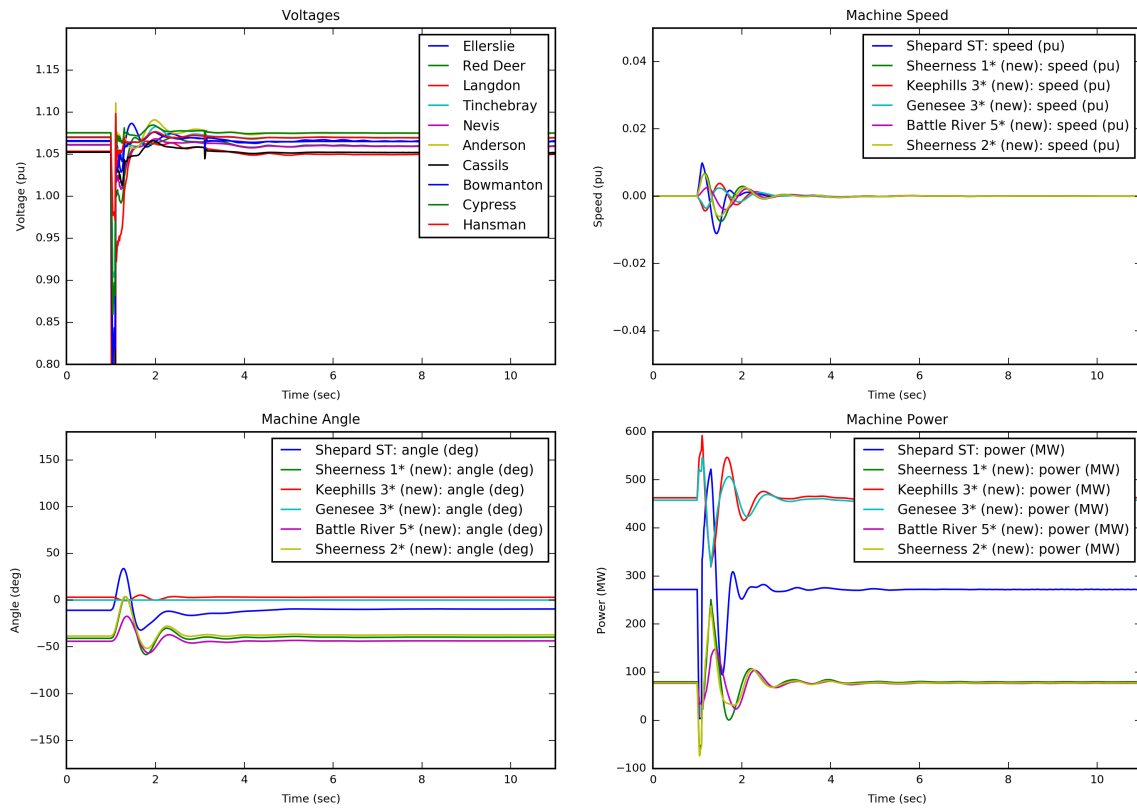 Voltages
Voltage (pu)
1.15
1.10
1.05
1.00
0.95
0.90
0.85
0.80
0 2 4 6 8 10
Time (sec)
Ellerslie
Red Deer
Langdon
Tinchebray
Nevis
Anderson
Cassils
Bowmanton
Cypress
Hansman
Machine Speed
Speed (pu)
0.04
0.02
0.00
−0.02
−0.04
0 2 4 6 8 10
Time (sec)
Shepard ST: speed (pu)
Sheerness 1* (new): speed (pu)
Keephills 3* (new): speed (pu)
Genesee 3* (new): speed (pu)
Battle River 5* (new): speed (pu)
Sheerness 2* (new): speed (pu)
Machine Angle
Angle (deg)
150
100
50
0
−50
−100
−150
0 2 4 6 8 10
Time (sec)
Shepard ST: angle (deg)
Sheerness 1* (new): angle (deg)
Keephills 3* (new): angle (deg)
Genesee 3* (new): angle (deg)
Battle River 5* (new): angle (deg)
Sheerness 2* (new): angle (deg)
Machine Power
Power (MW)
600
500
400
300
200
100
0
−100
0 2 4 6 8 10
Time (sec)
Shepard ST: power (MW)
Sheerness 1* (new): power (MW)
Keephills 3* (new): power (MW)
Genesee 3* (new): power (MW)
Battle River 5* (new): power (MW)
Sheerness 2* (new): power (MW)